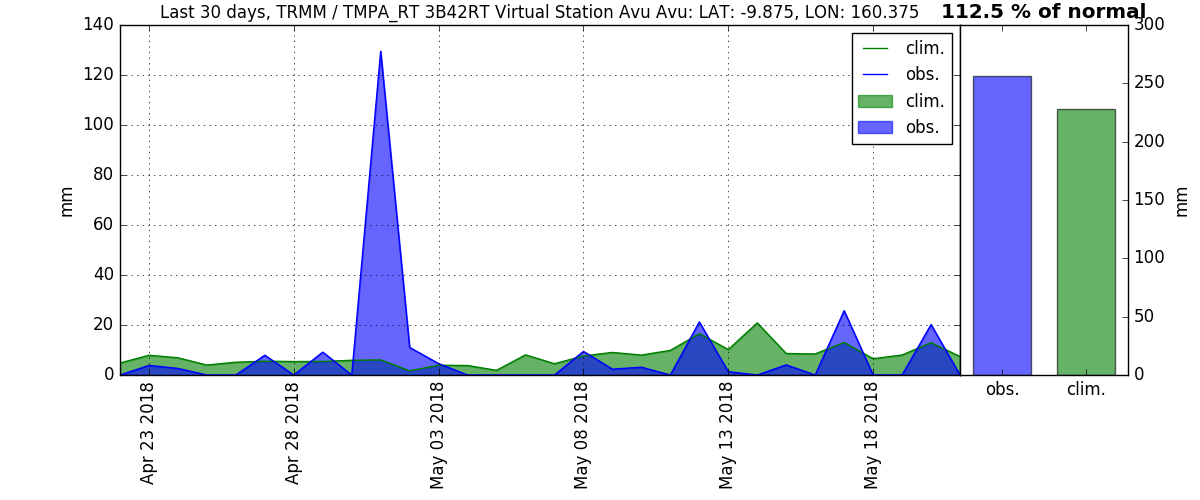 Last 30 days, TRMM / TMPA_RT 3B42RT Virtual Station Avu Avu: LAT: -9.875, LON: 160.375
112.5 % of normal
140
120
100
80
60
40
20
0
mm
clim.
obs.
clim.
obs.
300
250
200
150
100
50
0
mm
Apr 23 2018
Apr 28 2018
May 03 2018
May 08 2018
May 13 2018
May 18 2018
obs.
clim.